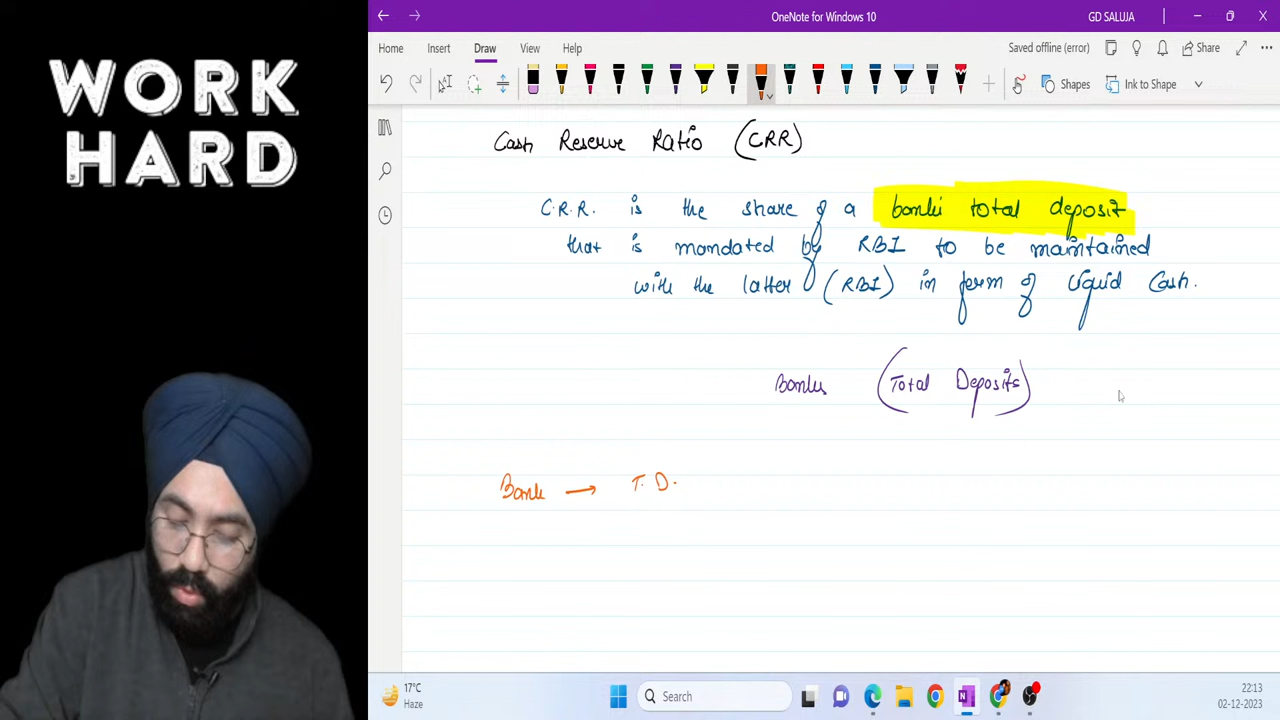 WORK
HARD
OneNote for Windows 10
GD SALUJA
Home Insert Draw View Help
Saved offline (error)
Share
Shapes
Ink to Shape
Cash Reserve Ratio (CRR)
C.R.R. is the share of a bank's total deposit
that is mandated by RBI to be maintained
with the latter (RBI) in form of liquid Cash.
Banks (Total Deposits)
Bank → T.D.
17°C
Haze
Search
22:13
02-12-2023